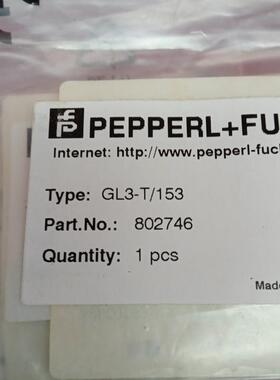 PEPPERL+FU
Internet: http://www.pepperl-fuc
Type: GL3-T/153
Part.No.: 802746
Quantity: 1 pcs
Made